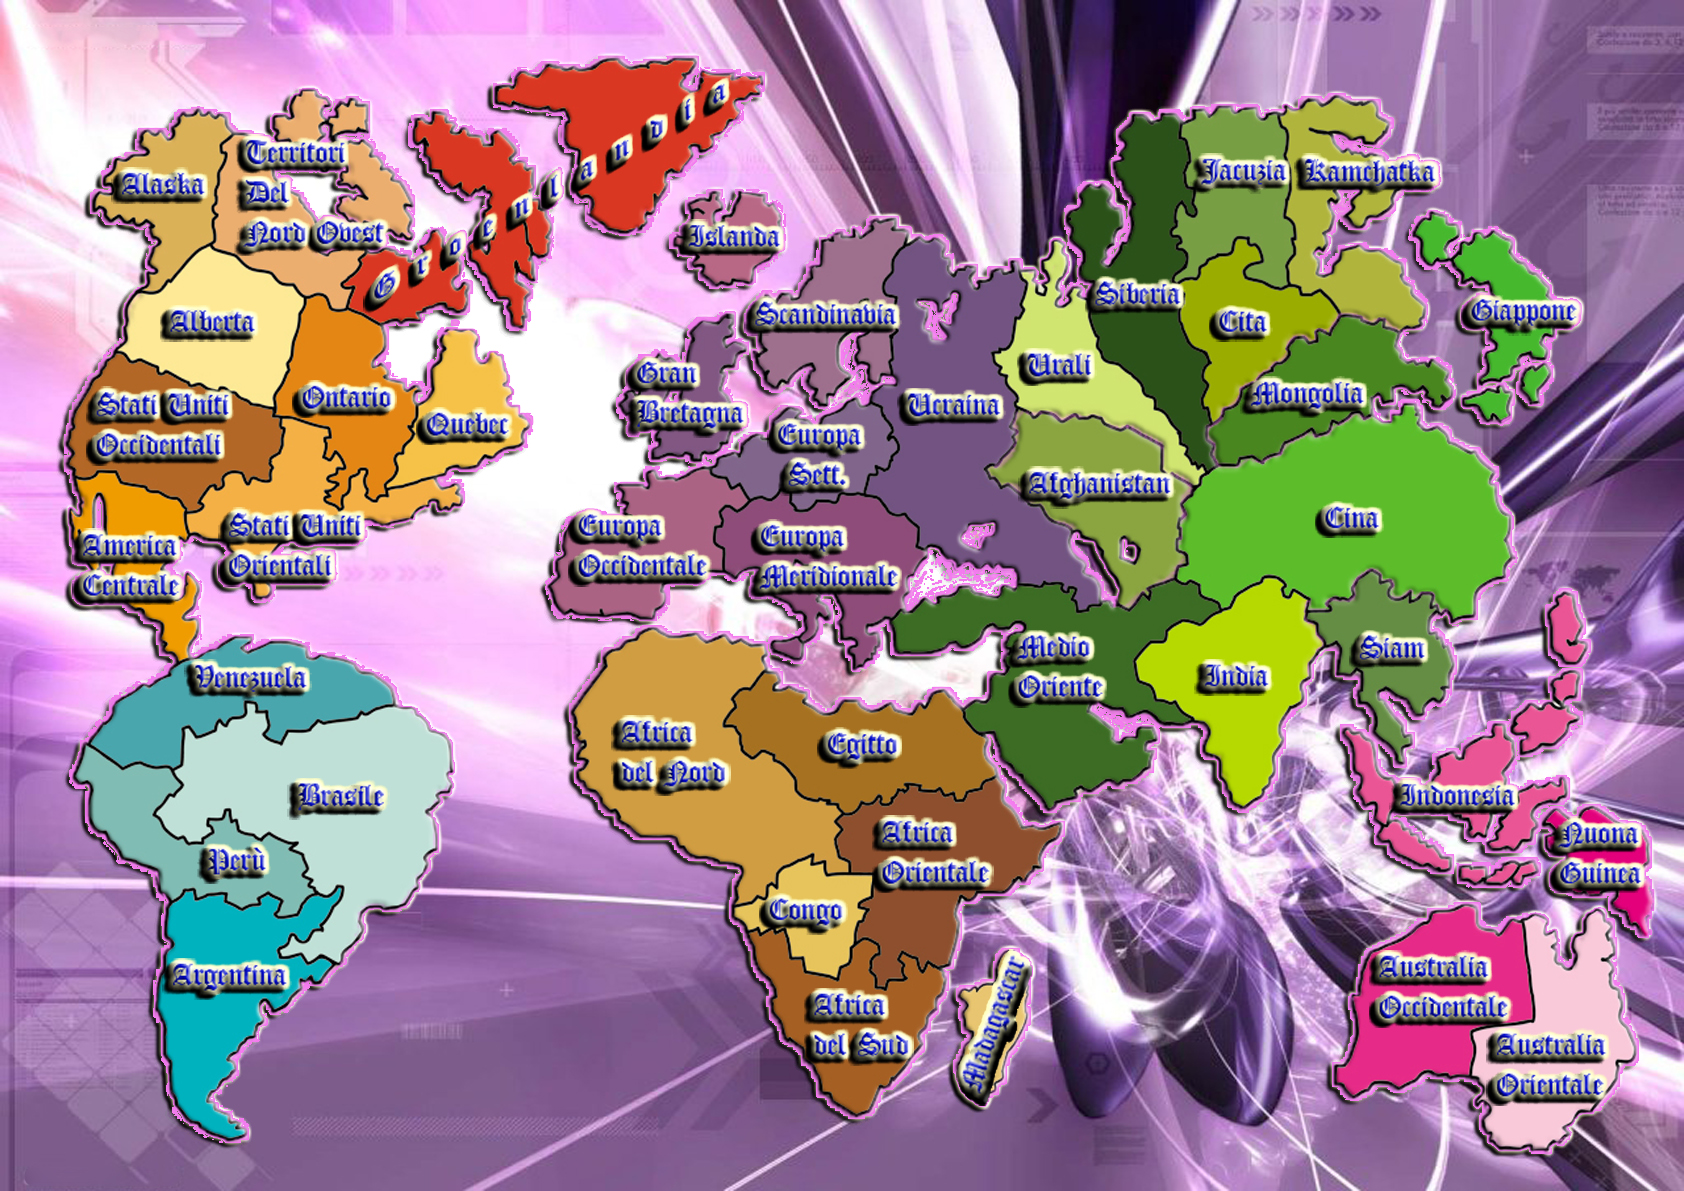 Groenlandia
Alaska
Territori
Del
Nord Ovest
Islanda
Jacuzia
Kamchatka
Alberta
Scandinavia
Siberia
Cita
Giappone
Stati Uniti
Occidentali
Ontario
Quebec
Gran
Bretagna
Ucraina
Urali
Mongolia
Europa
Sett.
Afghanistan
America
Centrale
Stati Uniti
Orientali
Europa
Occidentale
Europa
Meridionale
Cina
Venezuela
Medio
Oriente
India
Siam
Africa
del Nord
Egitto
Brasile
Indonesia
Perù
Africa
Orientale
Nuona
Guinea
Congo
Argentina
Africa
del Sud
Madagascar
Australia
Occidentale
Australia
Orientale